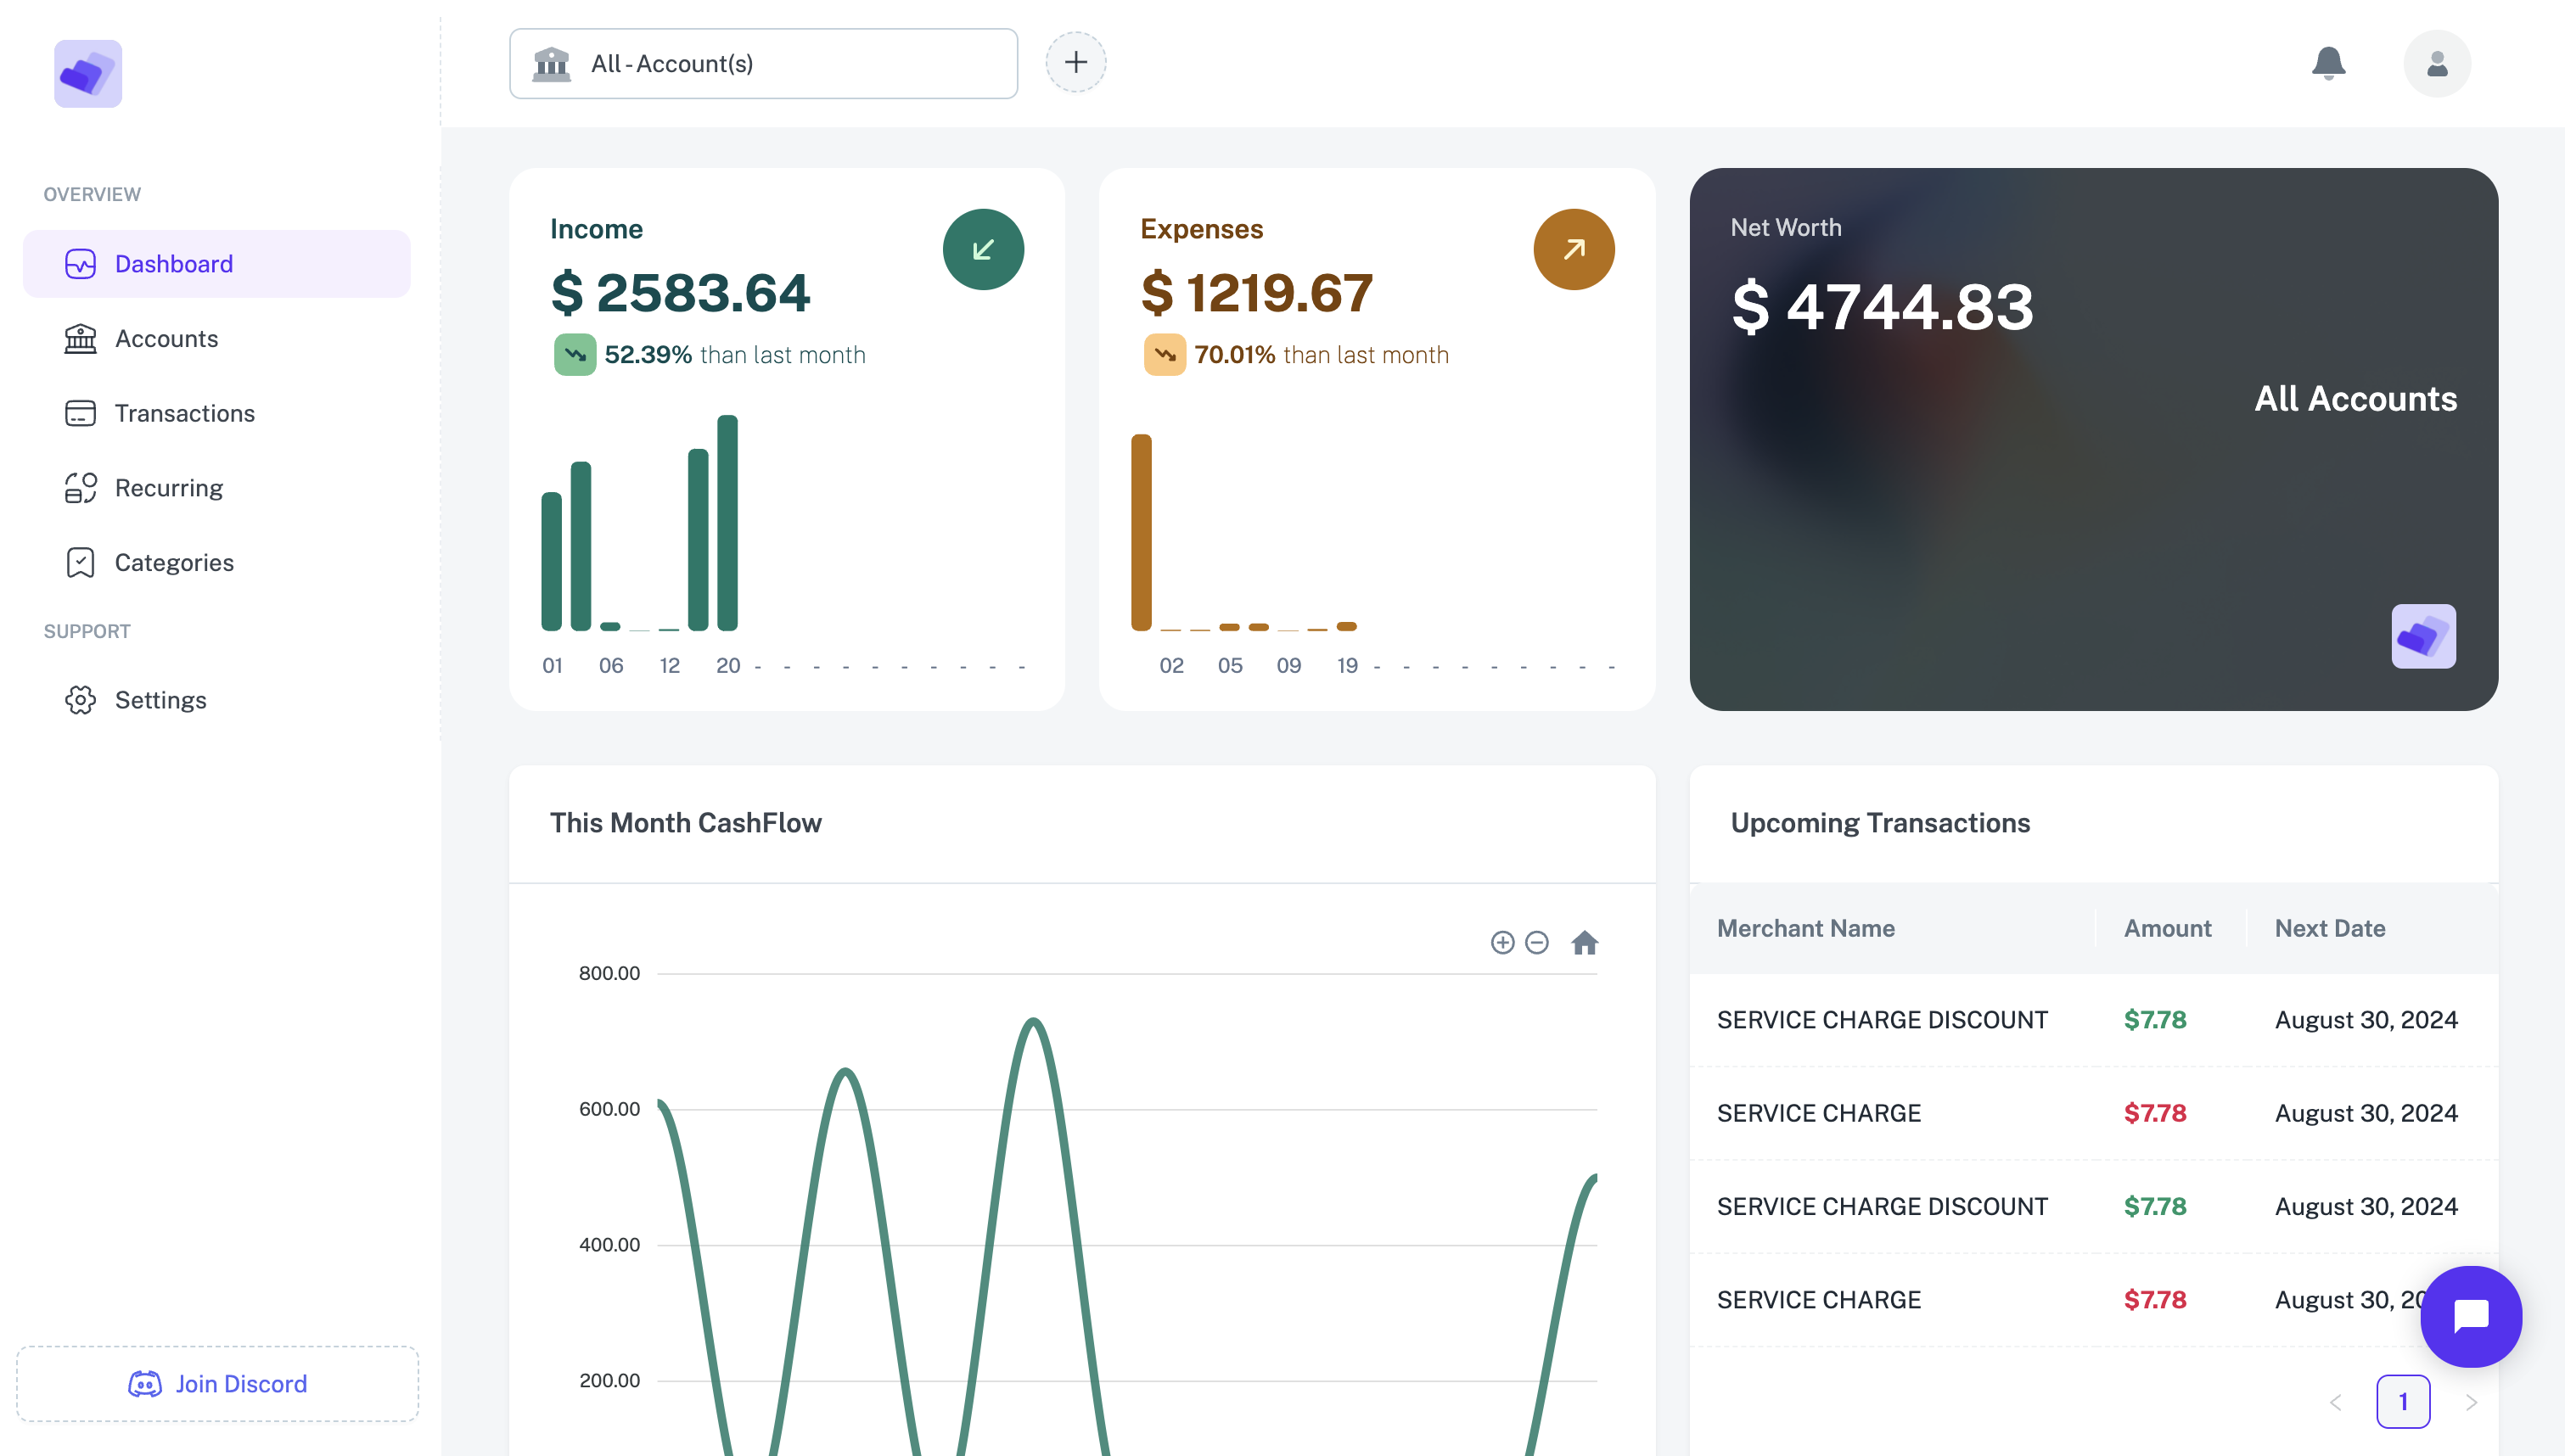 All - Account(s)
OVERVIEW
Dashboard
Accounts
Transactions
Recurring
Categories
SUPPORT
Settings
Join Discord
Income
$ 2583.64
52.39% than last month
01 06 12 20 - - - - - - - - - -
Expenses
$ 1219.67
70.01% than last month
02 05 09 19 - - - - - - - - -
Net Worth
$ 4744.83
All Accounts
This Month CashFlow
800.00
600.00
400.00
200.00
Upcoming Transactions
Merchant Name Amount Next Date
SERVICE CHARGE DISCOUNT $7.78 August 30, 2024
SERVICE CHARGE $7.78 August 30, 2024
SERVICE CHARGE DISCOUNT $7.78 August 30, 2024
SERVICE CHARGE $7.78 August 30,
1